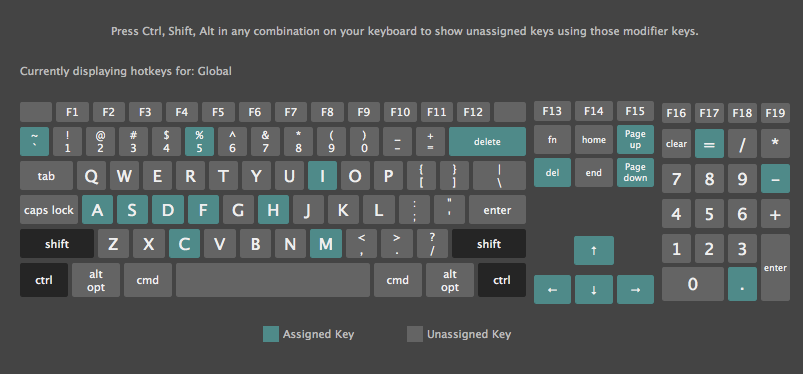 Press Ctrl, Shift, Alt in any combination on your keyboard to show unassigned keys using those modifier keys.
Currently displaying hotkeys for: Global
F1 F2 F3 F4 F5 F6 F7 F8 F9 F10 F11 F12 F13 F14 F15 F16 F17 F18 F19
~ ! @ # $ % ^ & * ( ) _ +
` 1 2 3 4 5 6 7 8 9 0 - = delete fn home Page up clear = / *
tab Q W E R T Y U I O P { [ } ] | \ del end Page down 7 8 9 -
caps lock A S D F G H J K L : ; " ' enter 4 5 6 +
shift Z X C V B N M < , > . ? / shift ↑ 1 2 3 enter
ctrl alt opt cmd cmd alt opt ctrl ← ↓ → 0 .
Assigned Key Unassigned Key